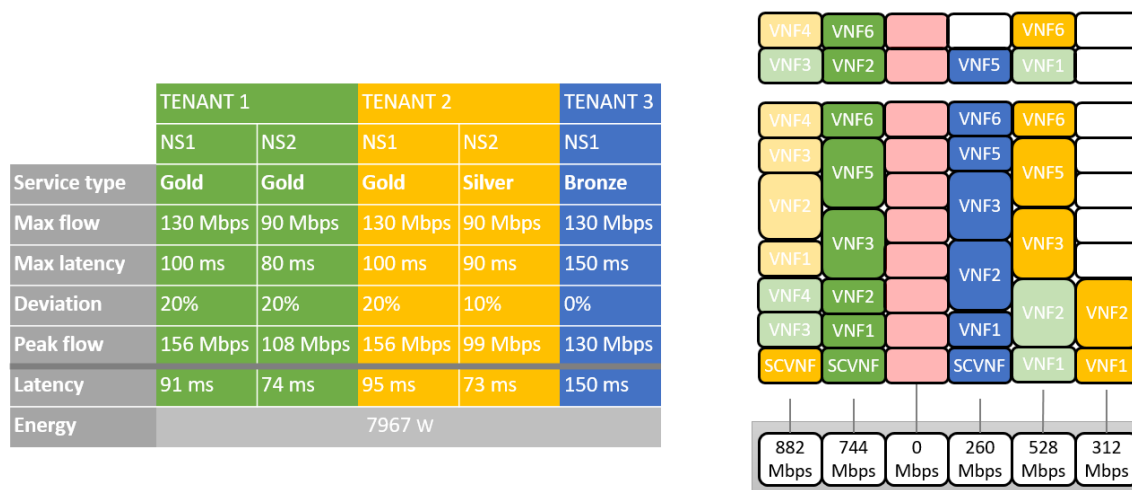 TENANT 1 TENANT 2 TENANT 3
NS1 NS2 NS1 NS2 NS1
Service type Gold Gold Gold Silver Bronze
Max flow 130 Mbps 90 Mbps 130 Mbps 90 Mbps 130 Mbps
Max latency 100 ms 80 ms 100 ms 90 ms 150 ms
Deviation 20% 20% 20% 10% 0%
Peak flow 156 Mbps 108 Mbps 156 Mbps 99 Mbps 130 Mbps
Latency 91 ms 74 ms 95 ms 73 ms 150 ms
Energy 7967 W
VNF4 VNF6 VNF6
VNF3 VNF2 VNF5 VNF1
VNF4 VNF6 VNF6 VNF6
VNF3 VNF5
VNF5 VNF5
VNF2 VNF3
VNF3 VNF3
VNF1 VNF2
VNF4 VNF2
VNF2 VNF2
VNF3 VNF1 VNF1
SCVNF SCVNF SCVNF VNF1 VNF1
882 744 0 260 528 312
Mbps Mbps Mbps Mbps Mbps Mbps